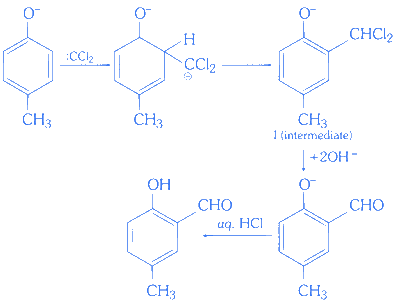 O⁻
:CCl₂
CH₃
O⁻
H
CCl₂
⊖
CH₃
O⁻
CHCl₂
CH₃
I (intermediate)
+2OH⁻
O⁻
CHO
CH₃
aq. HCl
OH
CHO
CH₃